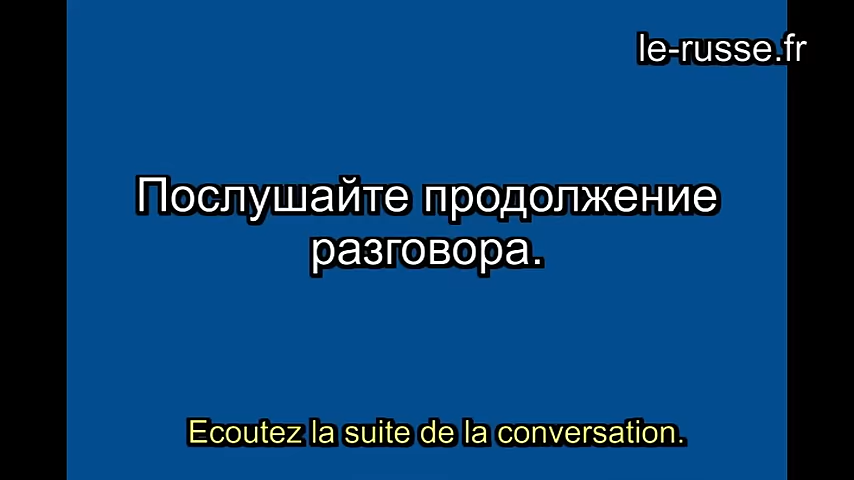 le-russe.fr
Послушайте продолжение
разговора.
Ecoutez la suite de la conversation.